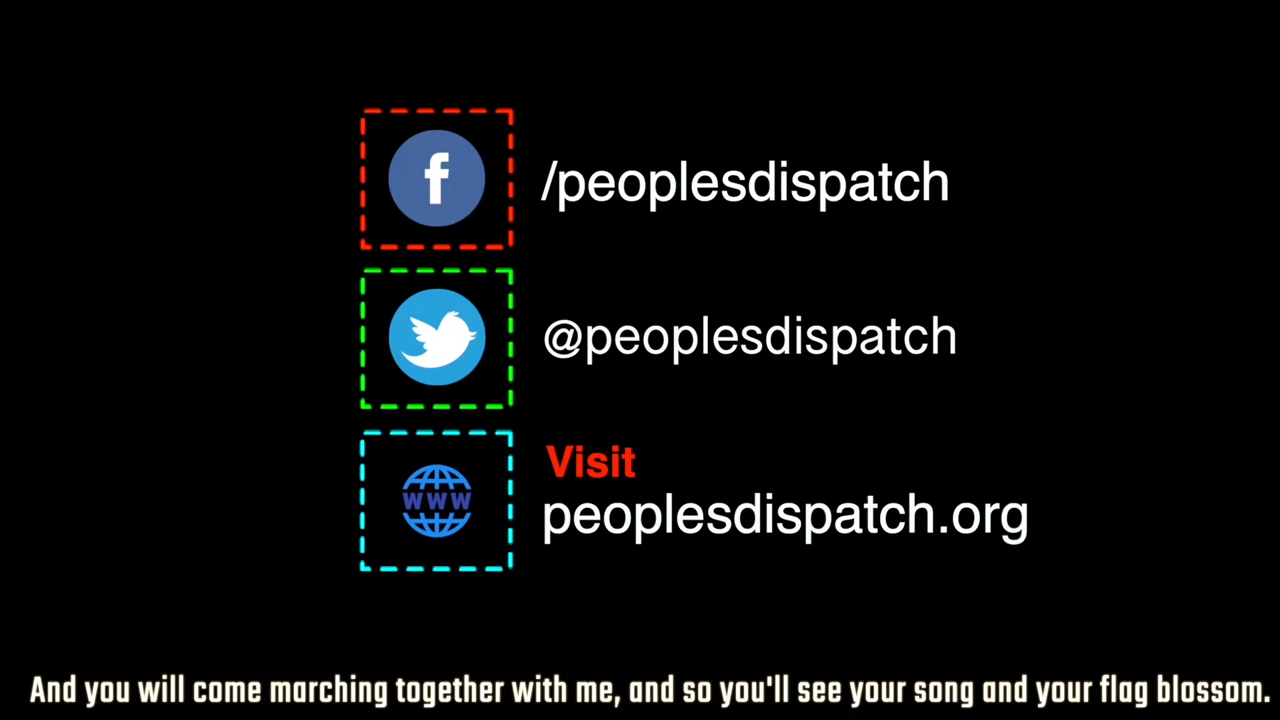 f
/peoplesdispatch
@peoplesdispatch
Visit
WWW
peoplesdispatch.org
And you will come marching together with me, and so you'll see your song and your flag blossom.